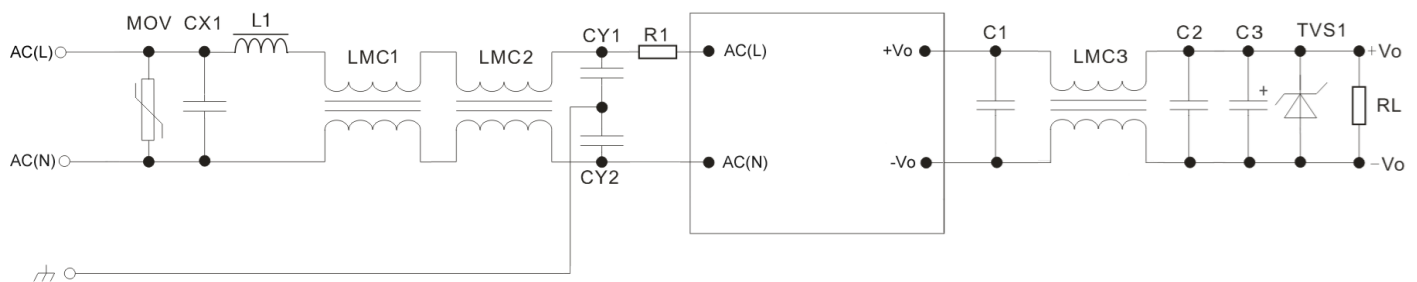 MOV CX1 L1 LMC1 LMC2 CY1 R1 C1 LMC3 C2 C3 TVS1
AC(L) AC(L) +Vo + +Vo
RL
AC(N) AC(N) -Vo −Vo
CY2